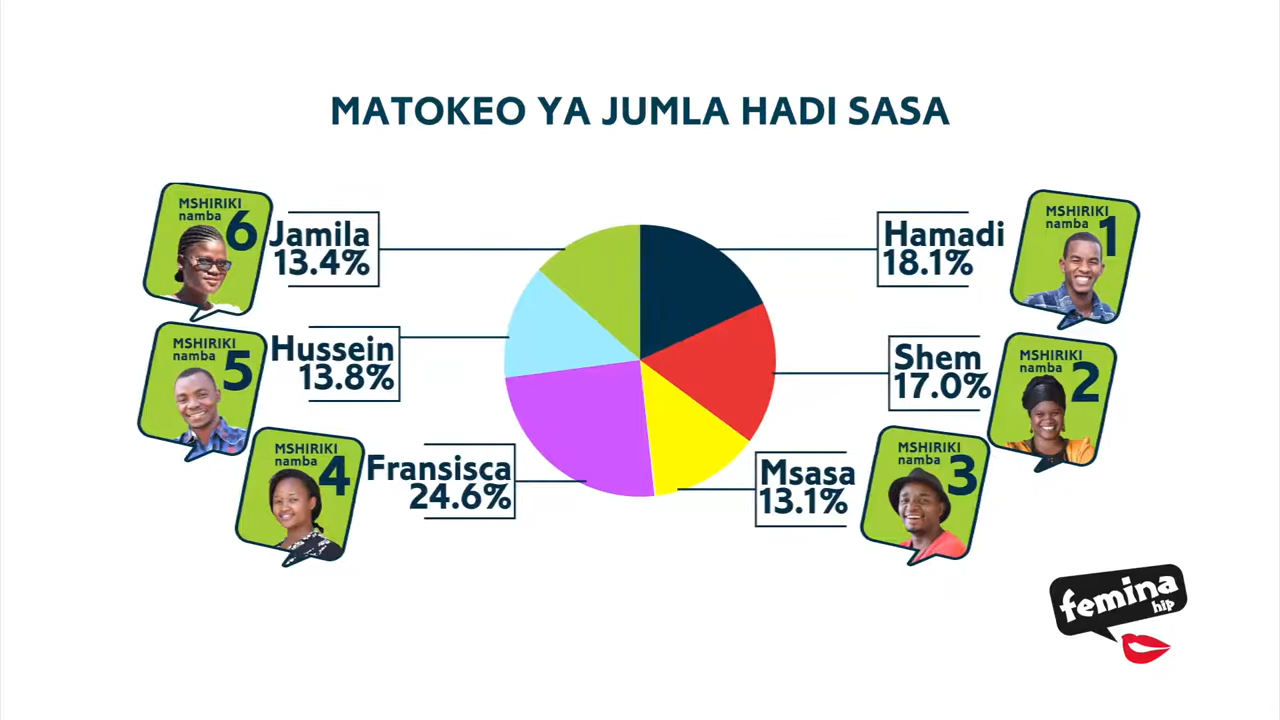 MATOKEO YA JUMLA HADI SASA
MSHIRIKI
namba 6
Jamila
13.4%
MSHIRIKI
namba 1
Hamadi
18.1%
MSHIRIKI
namba 5
Hussein
13.8%
MSHIRIKI
namba 2
Shem
17.0%
MSHIRIKI
namba 4
Fransisca
24.6%
MSHIRIKI
namba 3
Msasa
13.1%
femina
hip